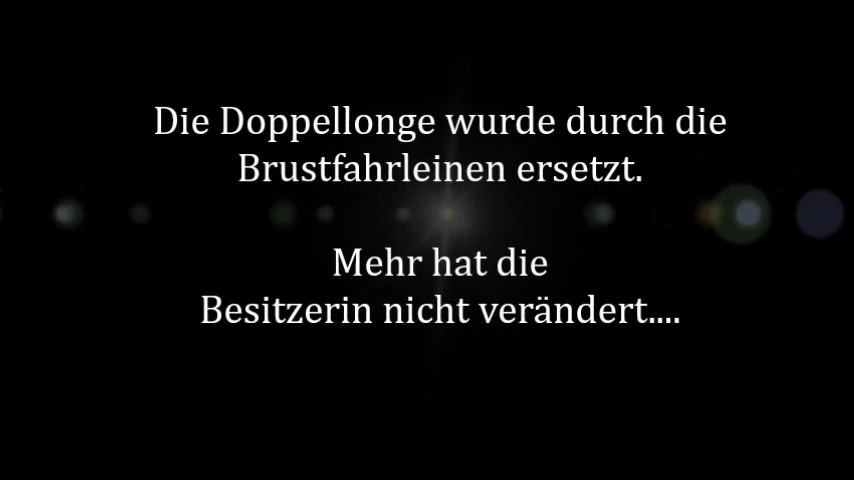 Die Doppellonge wurde durch die
Brustfahrleinen ersetzt.
Mehr hat die
Besitzerin nicht verändert....